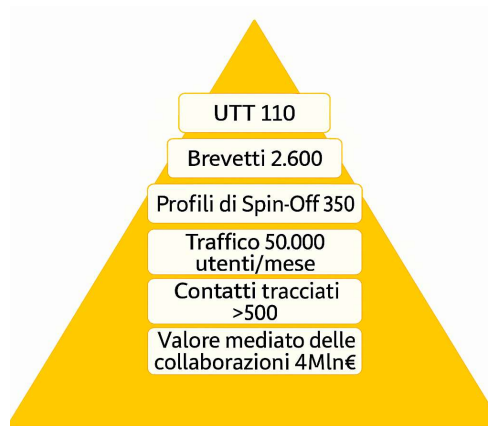 UTT 110
Brevetti 2.600
Profili di Spin-Off 350
Traffico 50.000
utenti/mese
Contatti tracciati
>500
Valore mediato delle
collaborazioni 4Mln€